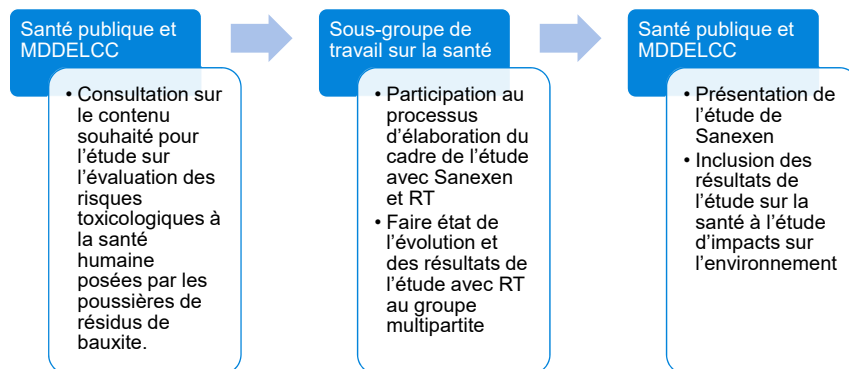 Santé publique et
MDDELCC
• Consultation sur
le contenu
souhaité pour
l'étude sur
l'évaluation des
risques
toxicologiques à
la santé
humaine
posées par les
poussières de
résidus de
bauxite.
Sous-groupe de
travail sur la santé
• Participation au
processus
d'élaboration du
cadre de l'étude
avec Sanexen
et RT
• Faire état de
l'évolution et
des résultats de
l'étude avec RT
au groupe
multipartite
Santé publique et
MDDELCC
• Présentation de
l'étude de
Sanexen
• Inclusion des
résultats de
l'étude sur la
santé à l'étude
d'impacts sur
l'environnement